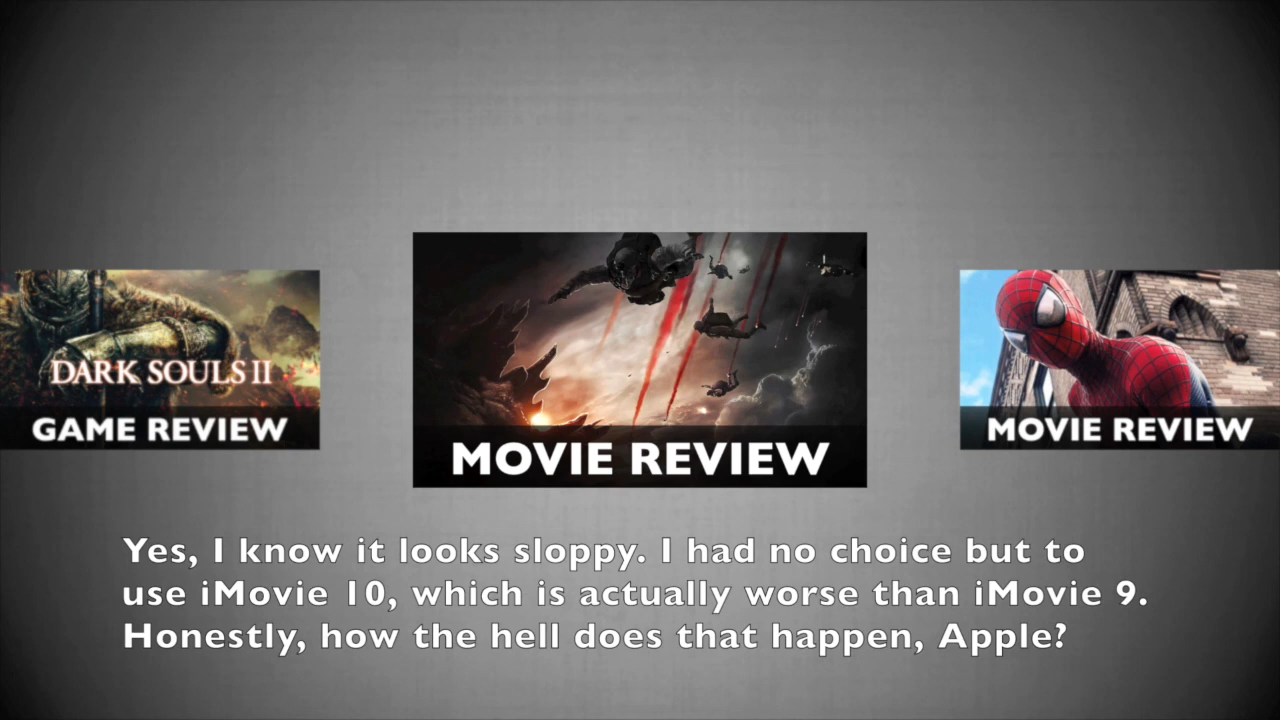 DARK SOULS II
GAME REVIEW
MOVIE REVIEW
MOVIE REVIEW
Yes, I know it looks sloppy. I had no choice but to
use iMovie 10, which is actually worse than iMovie 9.
Honestly, how the hell does that happen, Apple?